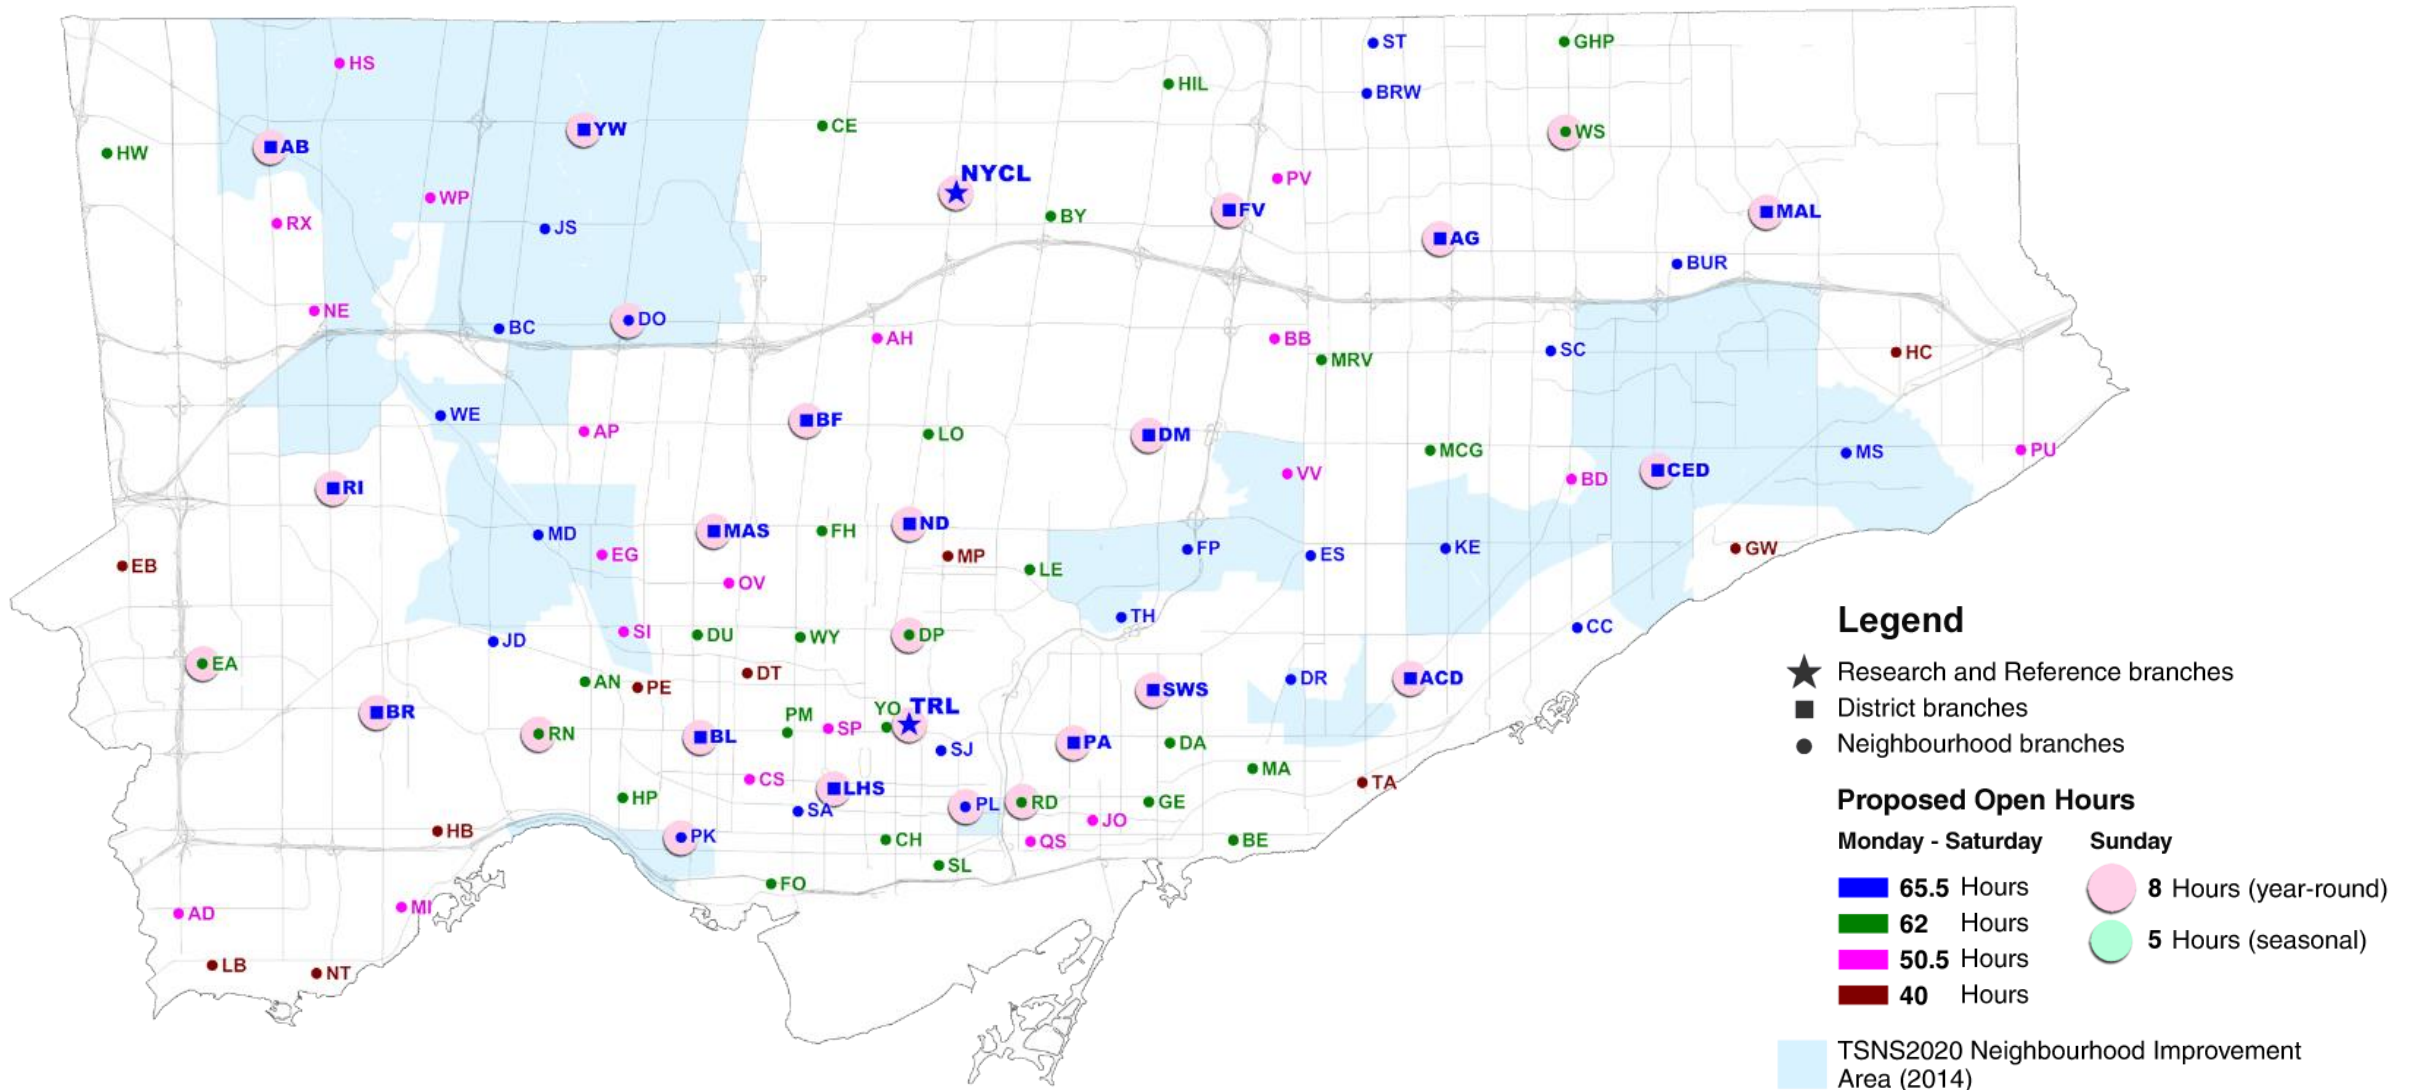 ST
GHP
HS
HIL
BRW
CE
YW
WS
AB
HW
NYCL
PV
WP
FV
MAL
BY
RX
JS
AG
BUR
NE
DO
BC
AH
BB
SC
HC
MRV
WE
BF
AP
LO
DM
MCG
PU
MS
CED
VV
BD
RI
ND
MAS
FH
MD
FP
KE
GW
EG
MP
ES
EB
LE
OV
TH
CC
SI
DU
WY
DP
JD
EA
DT
DR
ACD
AN
PE
SWS
YO
TRL
BR
PM
SP
RN
BL
SJ
PA
DA
MA
CS
TA
LHS
HP
SA
PL
RD
GE
JO
HB
PK
CH
QS
BE
SL
FO
MI
AD
LB
NT
Legend
Research and Reference branches
District branches
Neighbourhood branches
Proposed Open Hours
Monday - Saturday Sunday
65.5 Hours 8 Hours (year-round)
62 Hours
5 Hours (seasonal)
50.5 Hours
40 Hours
TSNS2020 Neighbourhood Improvement
Area (2014)